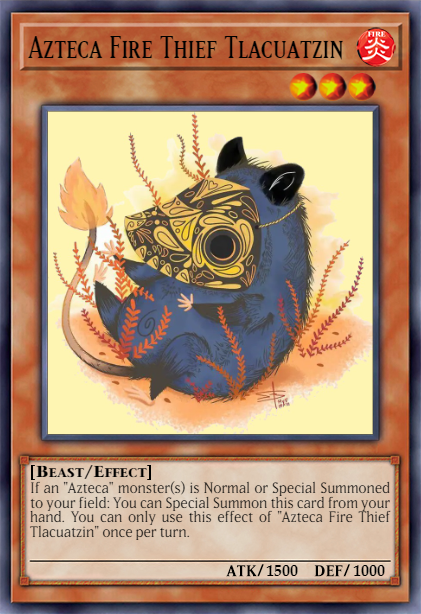 Azteca Fire Thief Tlacuatzin
FIRE
炎
[Beast/Effect]
If an "Azteca" monster(s) is Normal or Special Summoned
to your field: You can Special Summon this card from your
hand. You can only use this effect of "Azteca Fire Thief
Tlacuatzin" once per turn.
ATK/1500 DEF/1000